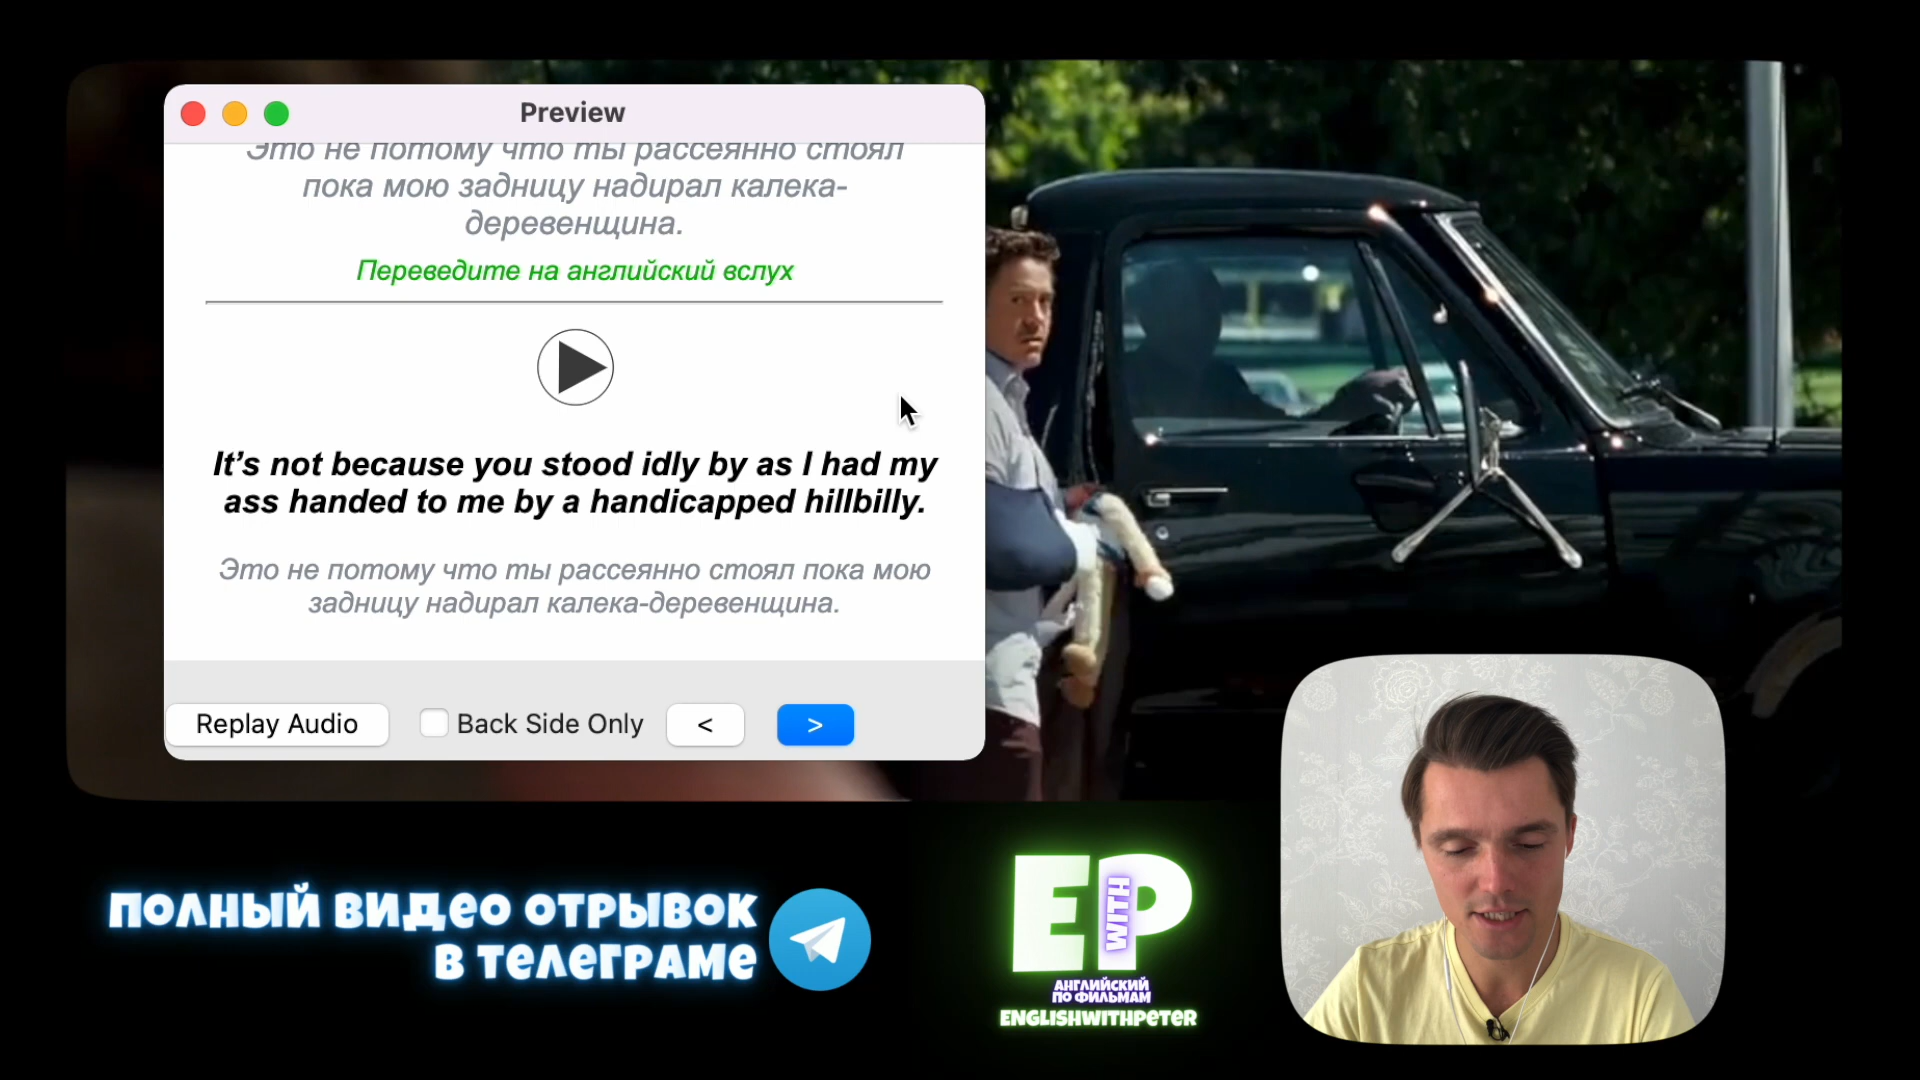 Preview
Это не потому что ты рассеянно стоял
пока мою задницу надирал калека-
деревенщина.
Переведите на английский вслух
It’s not because you stood idly by as I had my
ass handed to me by a handicapped hillbilly.
Это не потому что ты рассеянно стоял пока мою
задницу надирал калека-деревенщина.
Replay Audio
Back Side Only
<
>
ПОЛНЫЙ ВИДЕО ОТРЫВОК
В ТЕЛЕГРАМЕ
EP
WITH
АНГЛИЙСКИЙ
ПО ФИЛЬМАМ
ENGLISHWITHPETER